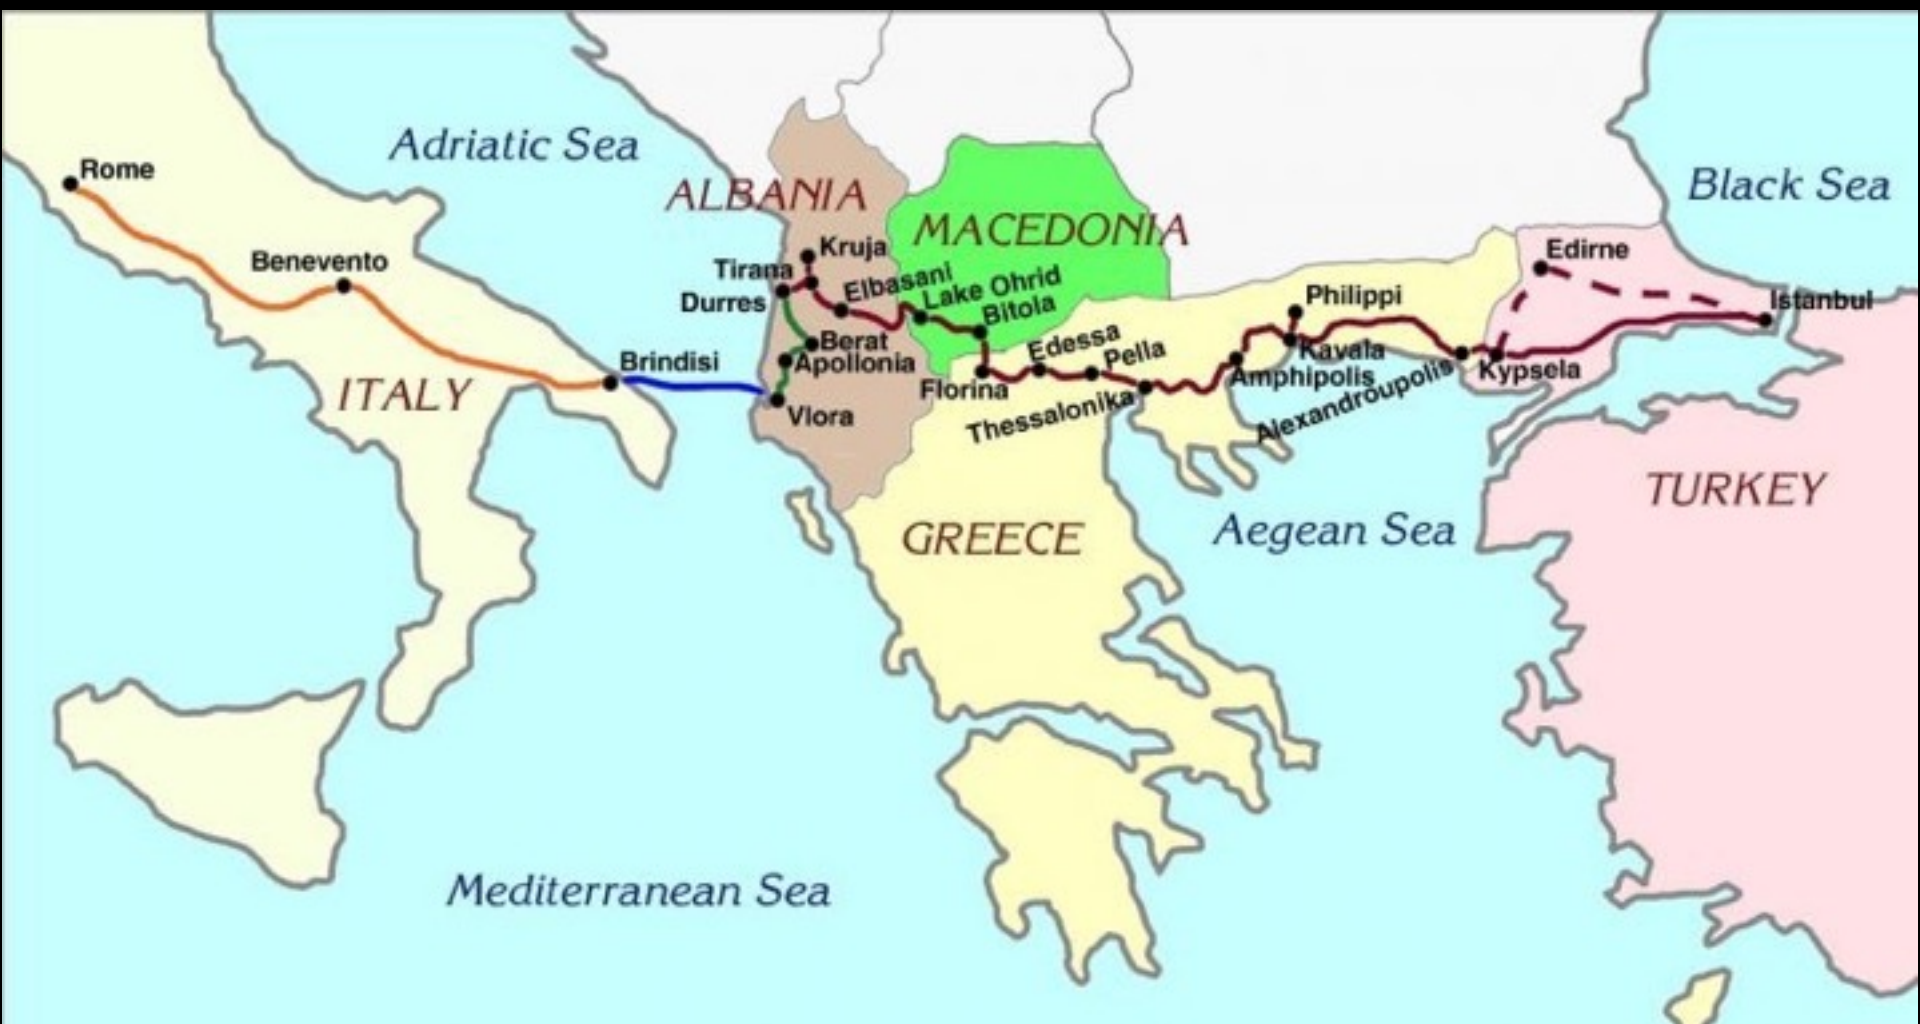 Rome
Adriatic Sea
Black Sea
ALBANIA
MACEDONIA
Kruja
Edirne
Benevento
Tirana
Elbasani
Lake Ohrid
Durres
Bitola
Philippi
Istanbul
Berat
Edessa
Pella
Kavala
Brindisi
Apollonia
Kypsela
ITALY
Florina
Amphipolis
Alexandroupolis
Vlora
Thessalonika
TURKEY
GREECE
Aegean Sea
Mediterranean Sea